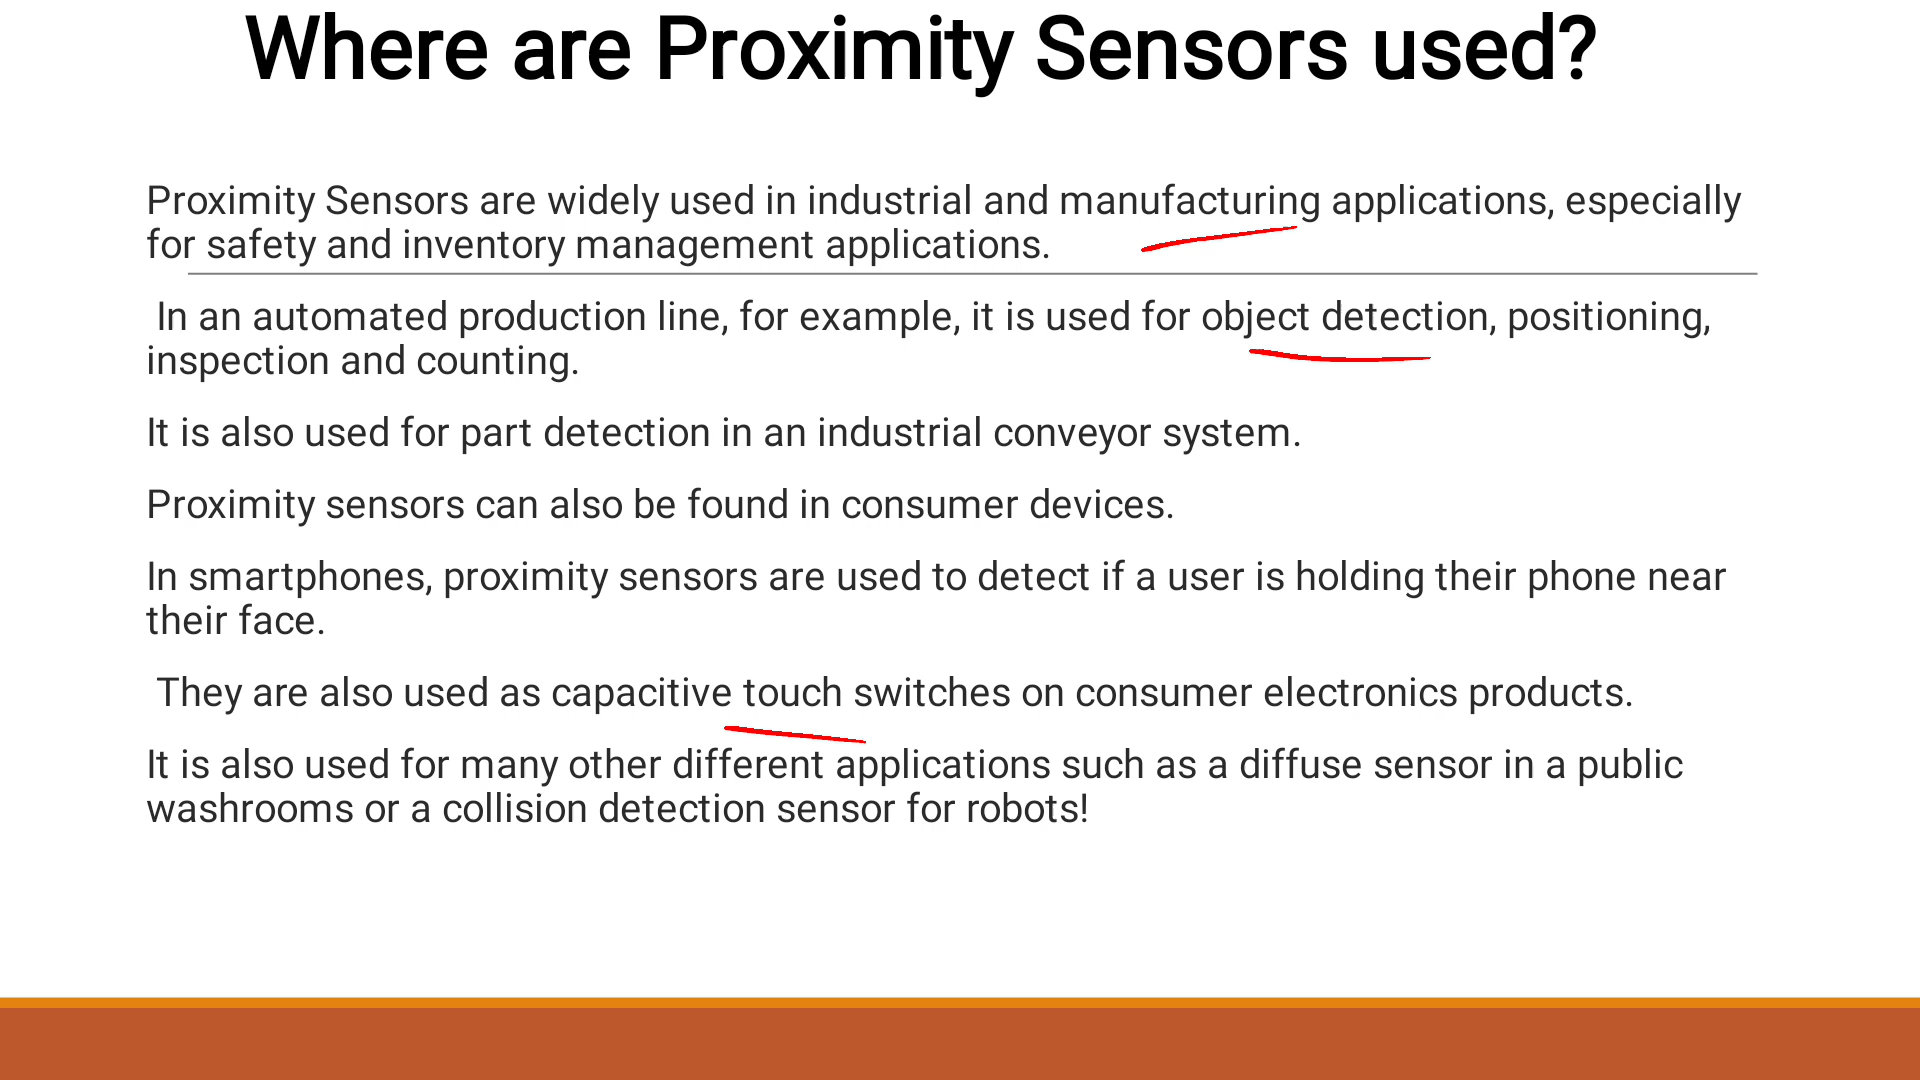 Where are Proximity Sensors used?
Proximity Sensors are widely used in industrial and manufacturing applications, especially
for safety and inventory management applications.
In an automated production line, for example, it is used for object detection, positioning,
inspection and counting.
It is also used for part detection in an industrial conveyor system.
Proximity sensors can also be found in consumer devices.
In smartphones, proximity sensors are used to detect if a user is holding their phone near
their face.
They are also used as capacitive touch switches on consumer electronics products.
It is also used for many other different applications such as a diffuse sensor in a public
washrooms or a collision detection sensor for robots!